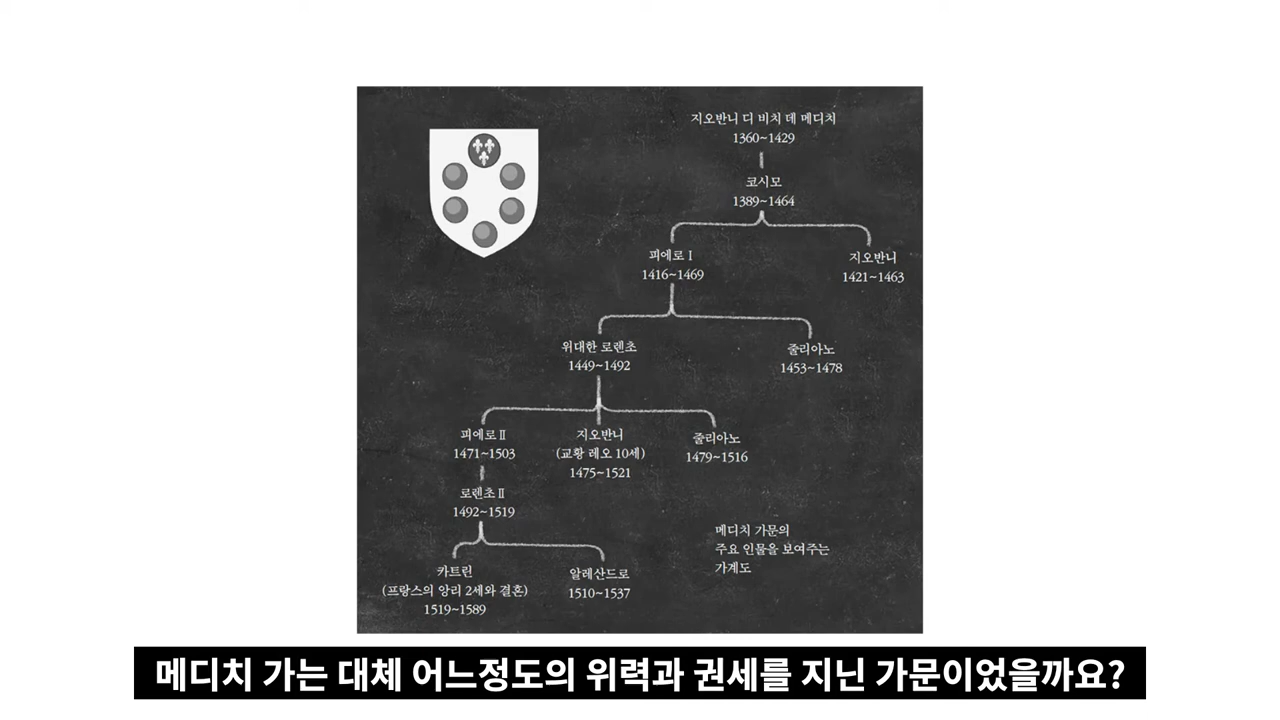 지오반니 디 비치 데 메디치
1360~1429
코시모
1389~1464
피에로 I
1416~1469
지오반니
1421~1463
위대한 로렌초
1449~1492
줄리아노
1453~1478
피에로 II
1471~1503
지오반니
(교황 레오 10세)
1475~1521
줄리아노
1479~1516
로렌초 II
1492~1519
카트린
(프랑스의 앙리 2세와 결혼)
1519~1589
알레산드로
1510~1537
메디치 가문의
주요 인물을 보여주는
가계도
메디치 가는 대체 어느정도의 위력과 권세를 지닌 가문이었을까요?